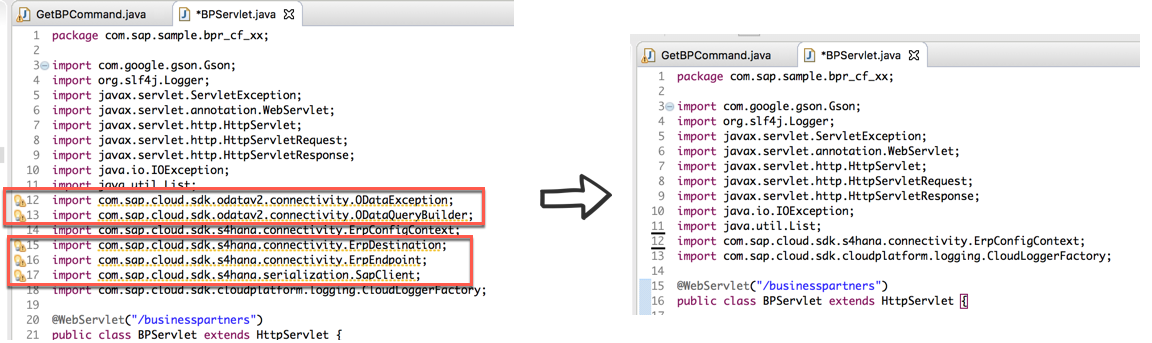 GetBPCommand.java *BPServlet.java
1 package com.sap.sample.bpr_cf_xx;
2
3 import com.google.gson.Gson;
4 import org.slf4j.Logger;
5 import javax.servlet.ServletException;
6 import javax.servlet.annotation.WebServlet;
7 import javax.servlet.http.HttpServlet;
8 import javax.servlet.http.HttpServletRequest;
9 import javax.servlet.http.HttpServletResponse;
10 import java.io.IOException;
11 import java.util.List;
12 import com.sap.cloud.sdk.odatav2.connectivity.ODataException;
13 import com.sap.cloud.sdk.odatav2.connectivity.ODataQueryBuilder;
14 import com.sap.cloud.sdk.s4hana.connectivity.ErpConfigContext;
15 import com.sap.cloud.sdk.s4hana.connectivity.ErpDestination;
16 import com.sap.cloud.sdk.s4hana.connectivity.ErpEndpoint;
17 import com.sap.cloud.sdk.s4hana.serialization.SapClient;
18 import com.sap.cloud.sdk.cloudplatform.logging.CloudLoggerFactory;
19
20 @WebServlet("/businesspartners")
21 public class BPServlet extends HttpServlet {
GetBPCommand.java *BPServlet.java
1 package com.sap.sample.bpr_cf_xx;
2
3 import com.google.gson.Gson;
4 import org.slf4j.Logger;
5 import javax.servlet.ServletException;
6 import javax.servlet.annotation.WebServlet;
7 import javax.servlet.http.HttpServlet;
8 import javax.servlet.http.HttpServletRequest;
9 import javax.servlet.http.HttpServletResponse;
10 import java.io.IOException;
11 import java.util.List;
12 import com.sap.cloud.sdk.s4hana.connectivity.ErpConfigContext;
13 import com.sap.cloud.sdk.cloudplatform.logging.CloudLoggerFactory;
14
15 @WebServlet("/businesspartners")
16 public class BPServlet extends HttpServlet {